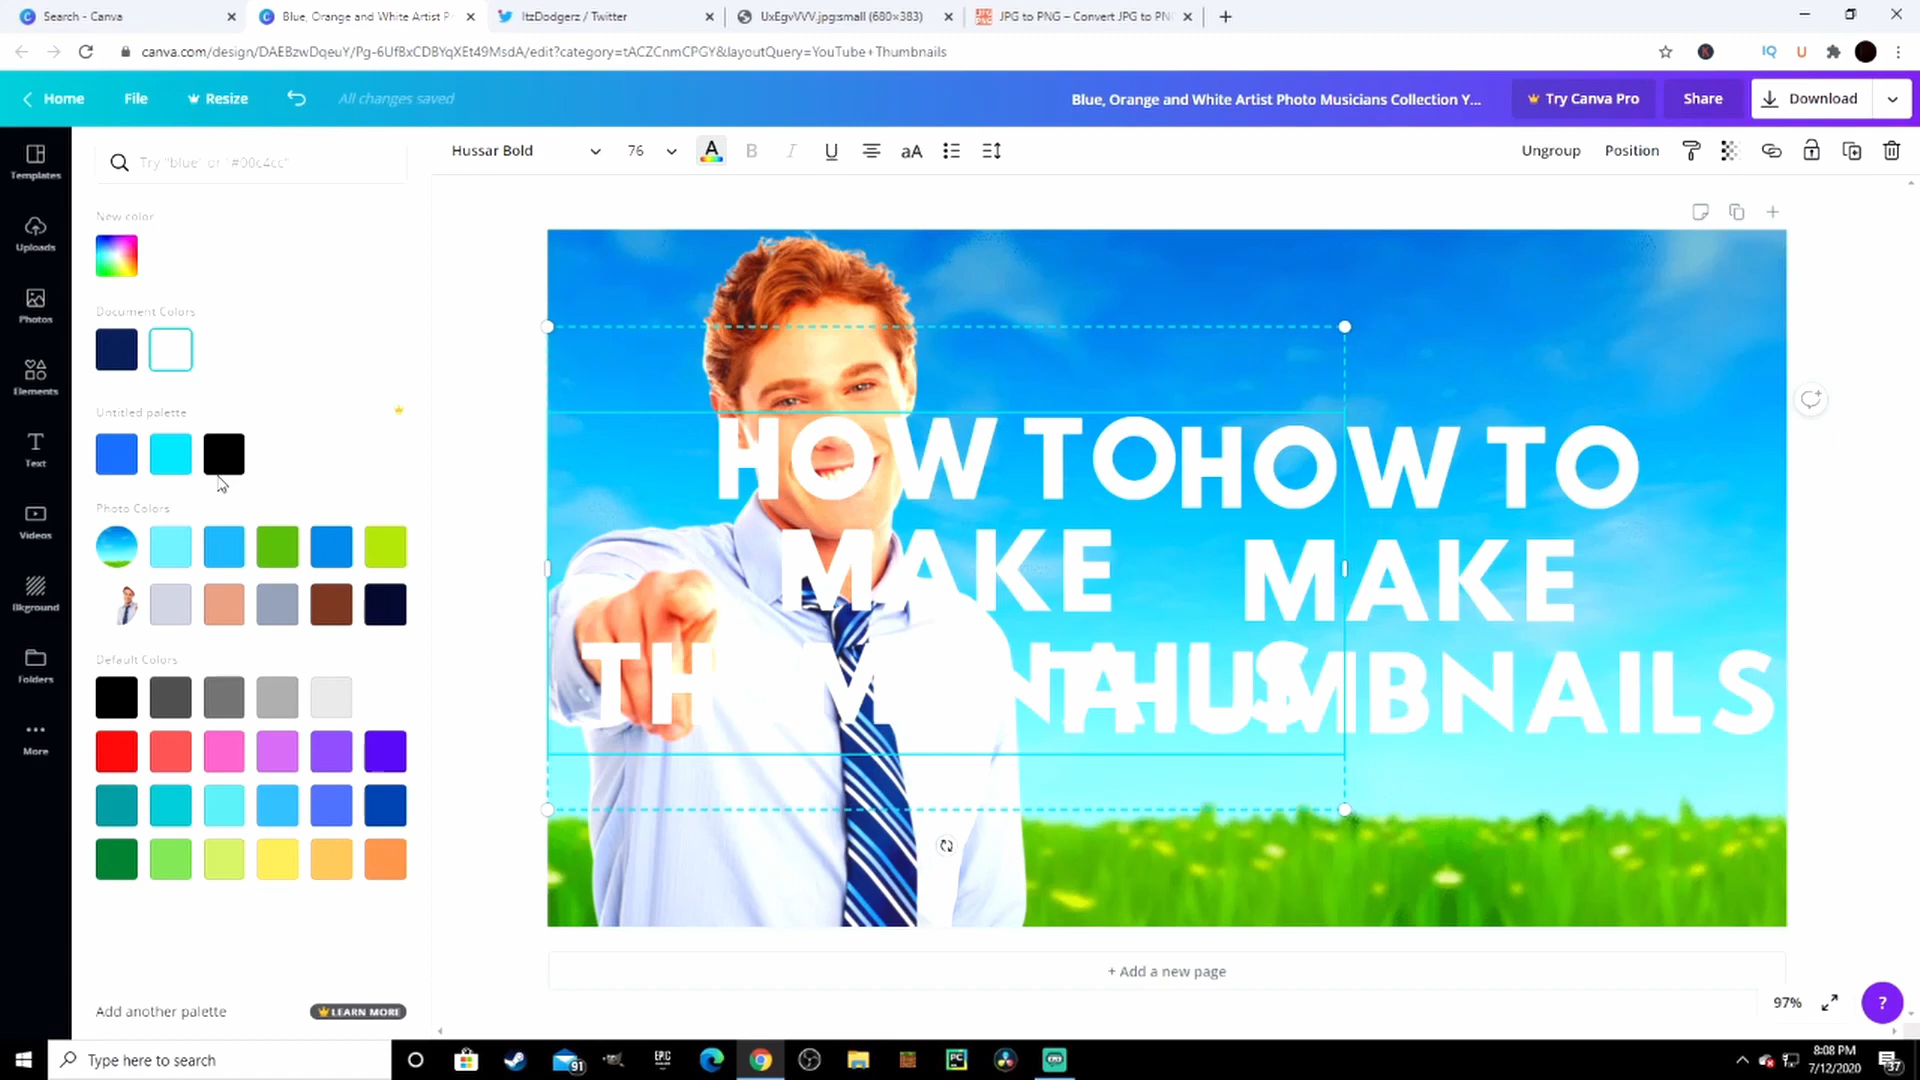 Search - Canva
Blue, Orange and White Artist P
ItzDodgerz / Twitter
UxEgvVVV.jpg:small (680×383)
JPG to PNG – Convert JPG to PN
canva.com/design/DAEBzwDqeuY/Pg-6UfBxCDBYqXEt49MsdA/edit?category=tACZCnmCPGY&layoutQuery=YouTube+Thumbnails
IQ
U
Home
File
Resize
All changes saved
Blue, Orange and White Artist Photo Musicians Collection Y...
Try Canva Pro
Share
Download
Templates
Uploads
Photos
Elements
Text
Videos
Bkground
Folders
More
Try "blue" or "#00c4cc"
New color
Document Colors
Untitled palette
Photo Colors
Default Colors
Add another palette
LEARN MORE
Hussar Bold
76
A
B
I
U
aA
Ungroup
Position
HOW TO
MAKE
HOW TO
MAKE
THUMBNAILS
+ Add a new page
97%
?
Type here to search
91
EPIC
PC
8:08 PM
7/12/2020
37